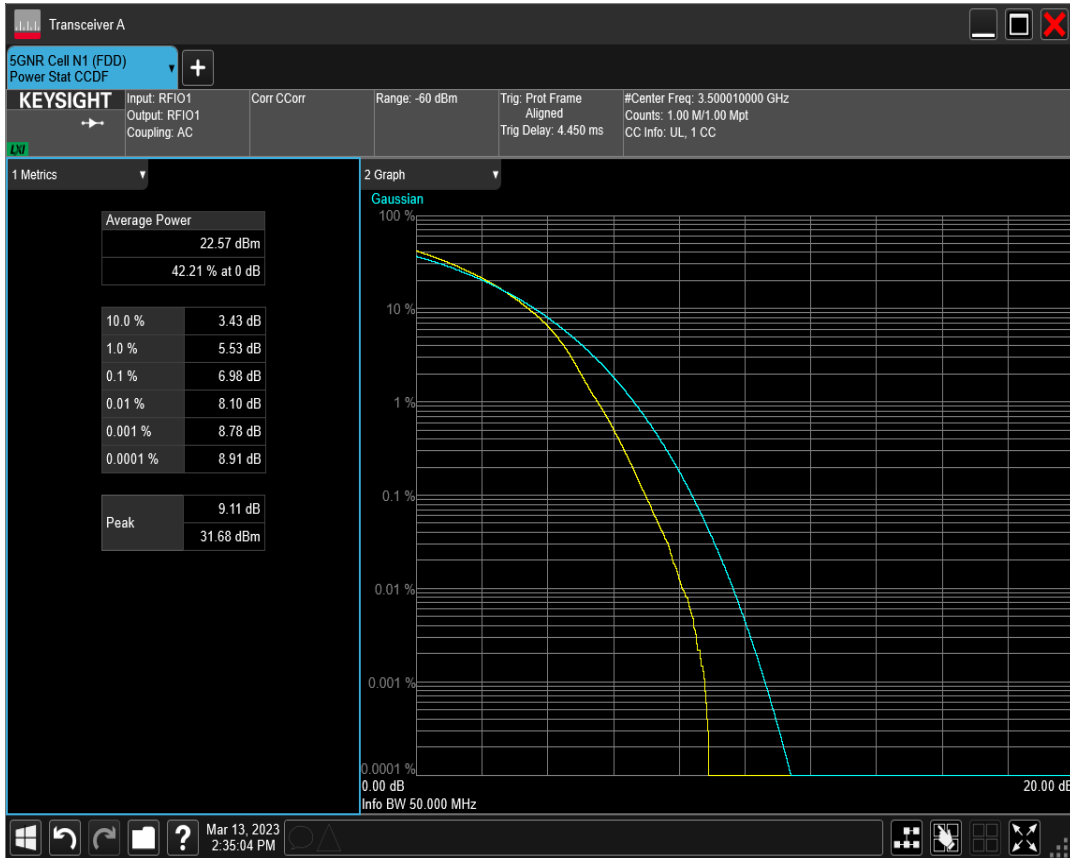 Transceiver A
5GNR Cell N1 (FDD)
Power Stat CCDF
+
KEYSIGHT
LXI
Input: RFIO1
Output: RFIO1
Coupling: AC
Corr CCorr
Range: -60 dBm
Trig: Prot Frame
Aligned
Trig Delay: 4.450 ms
#Center Freq: 3.500010000 GHz
Counts: 1.00 M/1.00 Mpt
CC Info: UL, 1 CC
1 Metrics
Average Power
22.57 dBm
42.21 % at 0 dB
10.0 % 3.43 dB
1.0 % 5.53 dB
0.1 % 6.98 dB
0.01 % 8.10 dB
0.001 % 8.78 dB
0.0001 % 8.91 dB
Peak
9.11 dB
31.68 dBm
2 Graph
Gaussian
100 %
10 %
1 %
0.1 %
0.01 %
0.001 %
0.0001 %
0.00 dB 20.00 dB
Info BW 50.000 MHz
?
Mar 13, 2023
2:35:04 PM